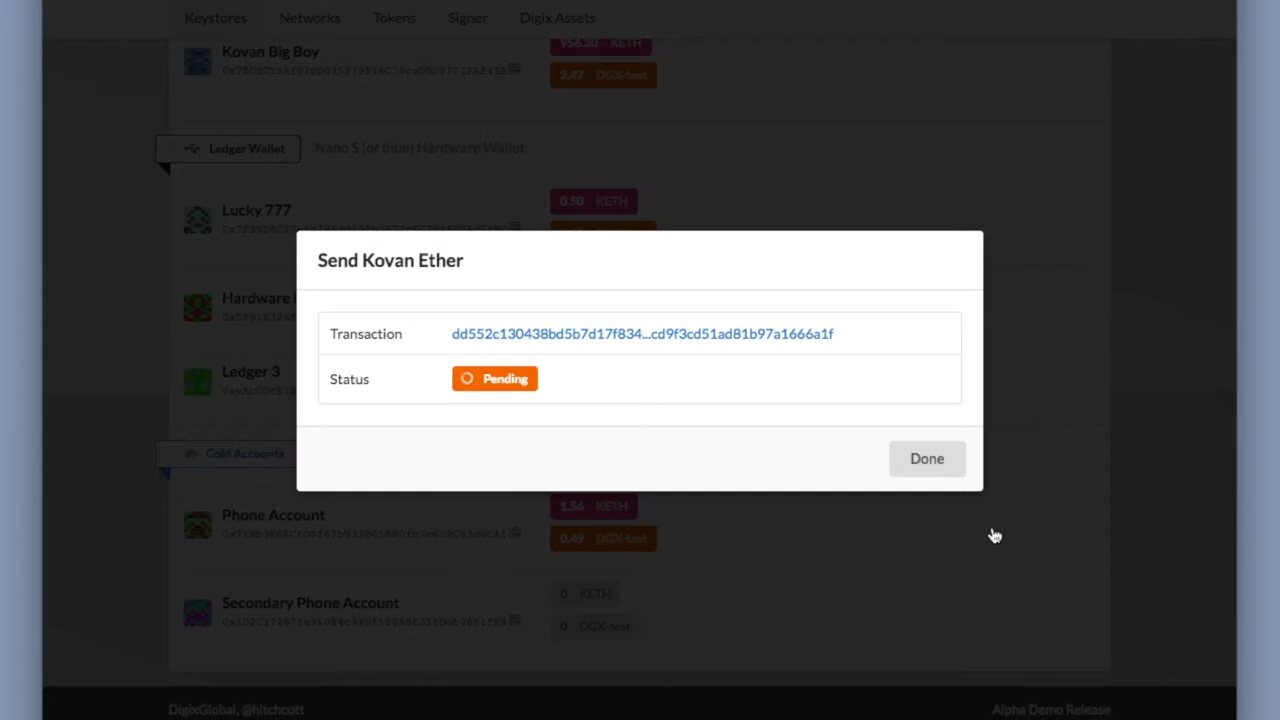 Keystores Networks Tokens Signer Digix Assets
Kovan Big Boy
956.30 KETH
2.47 DGX-test
Ledger Wallet Nano S (or blue) Hardware Wallet
Lucky 777
0.50 KETH
Send Kovan Ether
Hardware
Transaction dd552c130438bd5b7d17f834...cd9f3cd51ad81b97a1666a1f
Ledger 3
Status Pending
Cold Accounts
Done
Phone Account
1.56 KETH
0.49 DGX-test
Secondary Phone Account
0 KETH
0 DGX-test
DigixGlobal, @hitchcott Alpha Demo Release